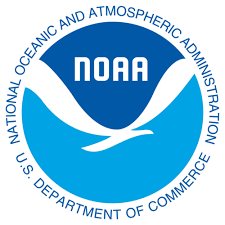 NATIONAL OCEANIC AND ATMOSPHERIC ADMINISTRATION
NOAA
U.S. DEPARTMENT OF COMMERCE